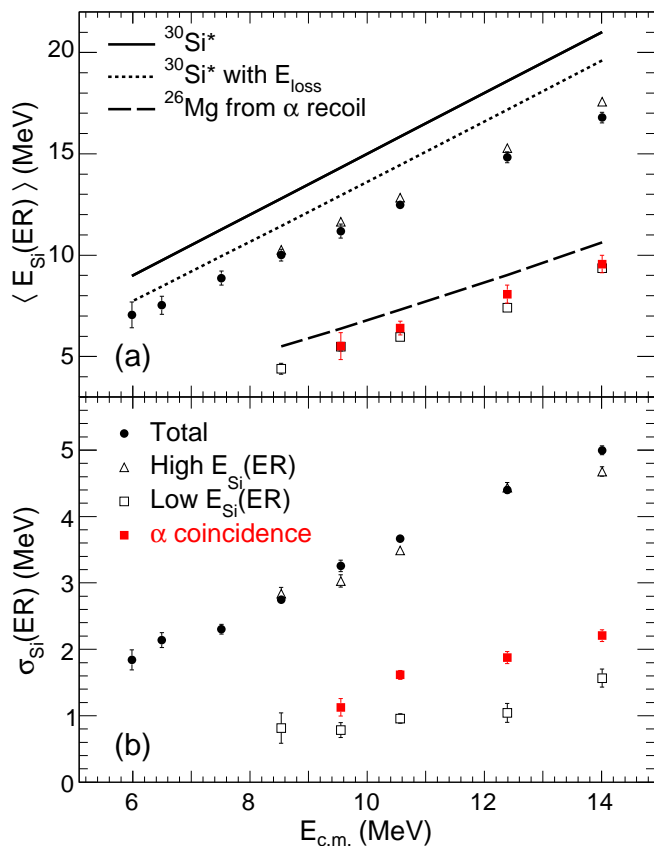 20
15
10
5
⟨ E_Si(ER) ⟩ (MeV)
³⁰Si*
³⁰Si* with E_loss
²⁶Mg from α recoil
(a)
5
4
3
2
1
0
σ_Si(ER) (MeV)
Total
High E_Si(ER)
Low E_Si(ER)
α coincidence
(b)
6 8 10 12 14
E_c.m. (MeV)